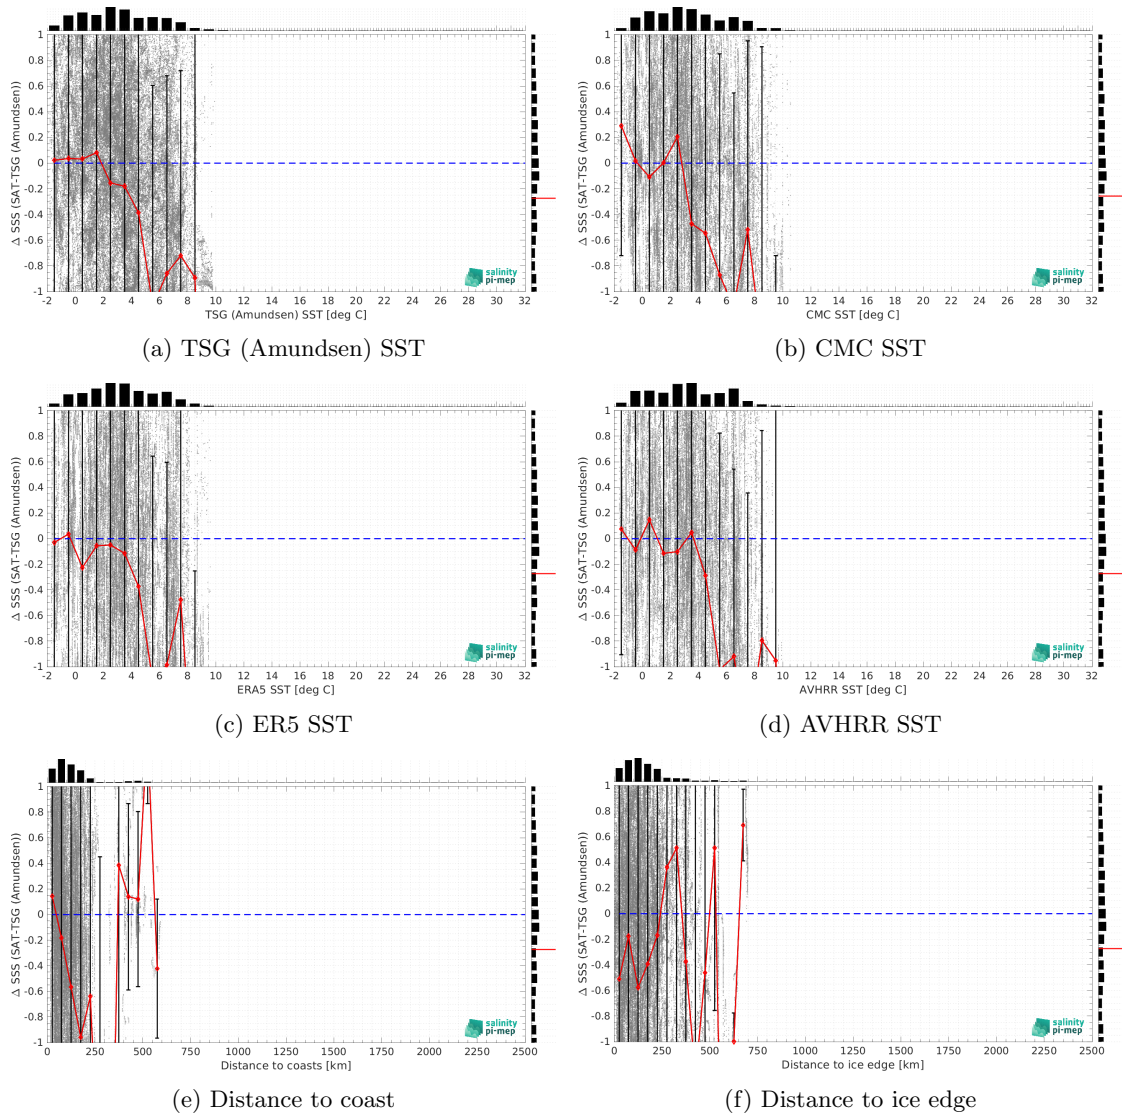 1
0.8
0.6
0.4
0.2
0
-0.2
-0.4
-0.6
-0.8
-1
Δ SSS (SAT-TSG (Amundsen))
salinity
pi-mep
-2 0 2 4 6 8 10 12 14 16 18 20 22 24 26 28 30 32
TSG (Amundsen) SST [deg C]
(a) TSG (Amundsen) SST
1
0.8
0.6
0.4
0.2
0
-0.2
-0.4
-0.6
-0.8
-1
Δ SSS (SAT-TSG (Amundsen))
salinity
pi-mep
-2 0 2 4 6 8 10 12 14 16 18 20 22 24 26 28 30 32
CMC SST [deg C]
(b) CMC SST
1
0.8
0.6
0.4
0.2
0
-0.2
-0.4
-0.6
-0.8
-1
Δ SSS (SAT-TSG (Amundsen))
salinity
pi-mep
-2 0 2 4 6 8 10 12 14 16 18 20 22 24 26 28 30 32
ERA5 SST [deg C]
(c) ER5 SST
1
0.8
0.6
0.4
0.2
0
-0.2
-0.4
-0.6
-0.8
-1
Δ SSS (SAT-TSG (Amundsen))
salinity
pi-mep
-2 0 2 4 6 8 10 12 14 16 18 20 22 24 26 28 30 32
AVHRR SST [deg C]
(d) AVHRR SST
1
0.8
0.6
0.4
0.2
0
-0.2
-0.4
-0.6
-0.8
-1
Δ SSS (SAT-TSG (Amundsen))
salinity
pi-mep
0 250 500 750 1000 1250 1500 1750 2000 2250 2500
Distance to coasts [km]
(e) Distance to coast
1
0.8
0.6
0.4
0.2
0
-0.2
-0.4
-0.6
-0.8
-1
Δ SSS (SAT-TSG (Amundsen))
salinity
pi-mep
0 250 500 750 1000 1250 1500 1750 2000 2250 2500
Distance to ice edge [km]
(f) Distance to ice edge